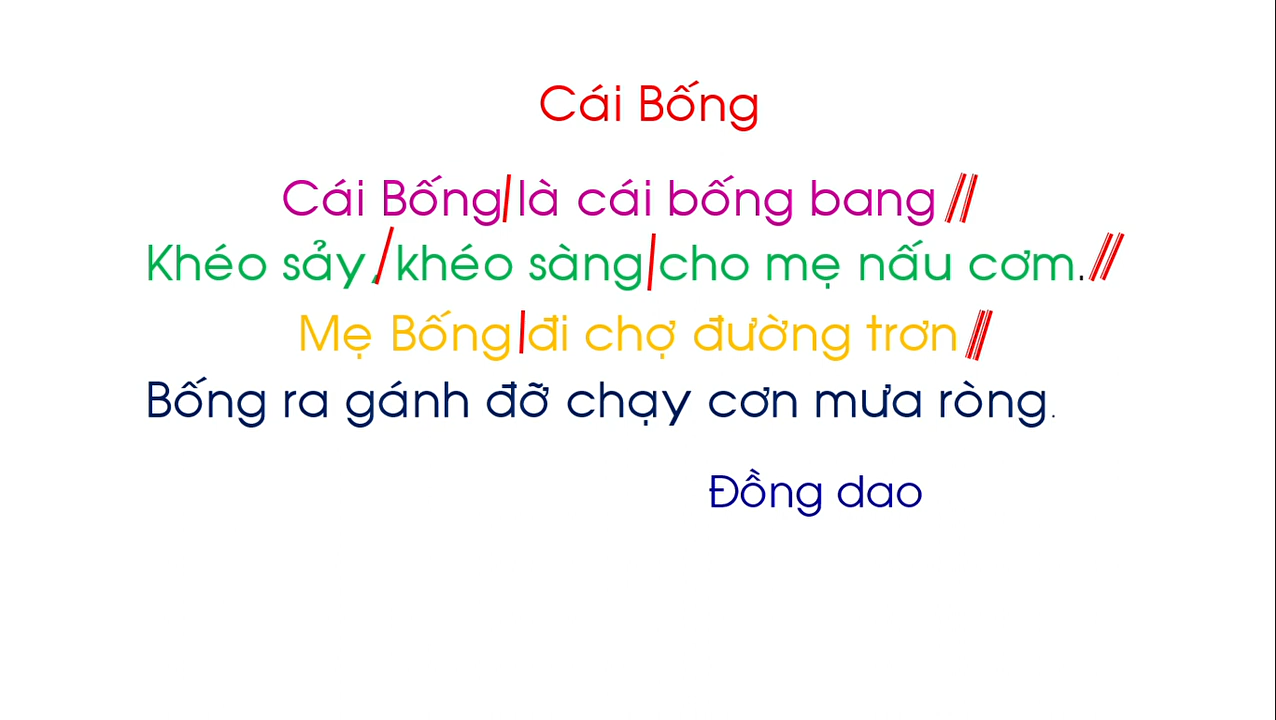 Cái Bống
Cái Bống/ là cái bống bang //
Khéo sảy,/ khéo sàng/ cho mẹ nấu cơm. //
Mẹ Bống/ đi chợ đường trơn //
Bống ra gánh đỡ chạy cơn mưa ròng.
Đồng dao